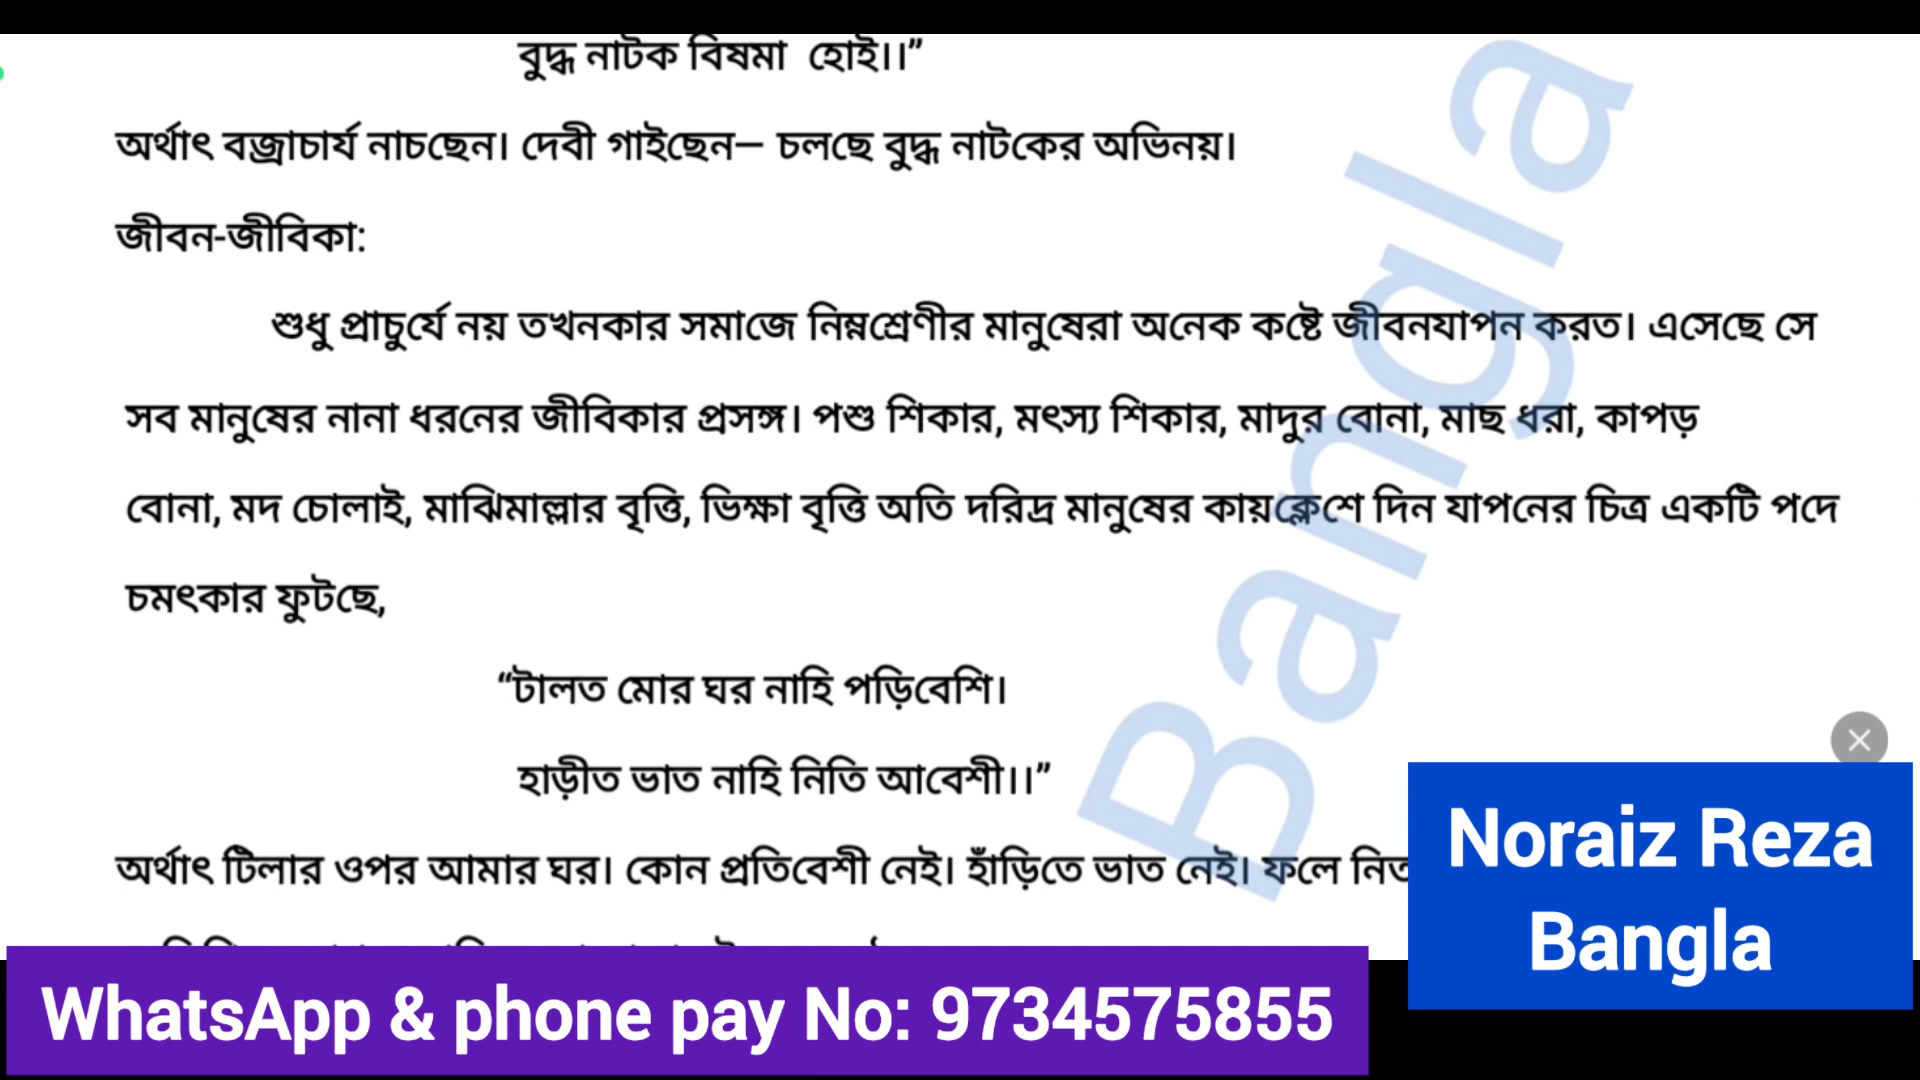 বুদ্ধ নাটক বিষমা হোই।।”
অর্থাৎ বজ্রাচার্য নাচছেন। দেবী গাইছেন– চলছে বুদ্ধ নাটকের অভিনয়।
জীবন-জীবিকা:
শুধু প্রাচুর্যে নয় তখনকার সমাজে নিম্নশ্রেণীর মানুষেরা অনেক কষ্টে জীবনযাপন করত। এসেছে সে
সব মানুষের নানা ধরনের জীবিকার প্রসঙ্গ। পশু শিকার, মৎস্য শিকার, মাদুর বোনা, মাছ ধরা, কাপড়
বোনা, মদ চোলাই, মাঝিমাল্লার বৃত্তি, ভিক্ষা বৃত্তি অতি দরিদ্র মানুষের কায়ক্লেশে দিন যাপনের চিত্র একটি পদে
চমৎকার ফুটছে,
“টালত মোর ঘর নাহি পড়িবেশি।
হাড়ীত ভাত নাহি নিতি আবেশী।।”
অর্থাৎ টিলার ওপর আমার ঘর। কোন প্রতিবেশী নেই। হাঁড়িতে ভাত নেই। ফলে
Bangla
Noraiz Reza
Bangla
WhatsApp & phone pay No: 9734575855